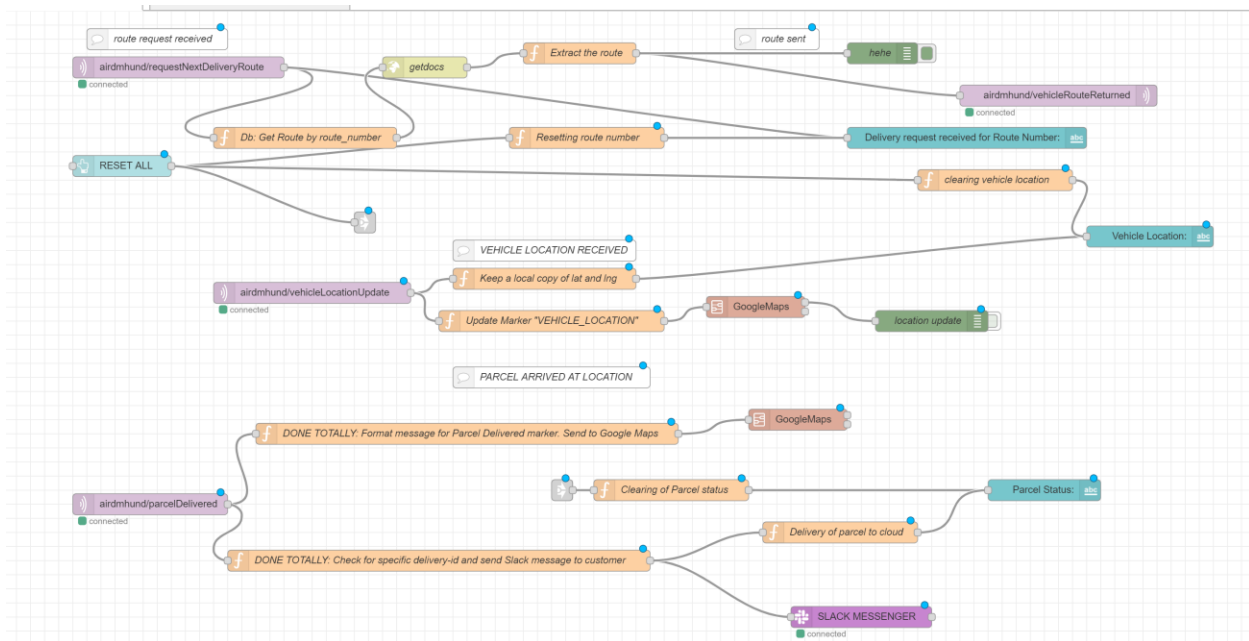 route request received
route sent
airdmhund/requestNextDeliveryRoute
connected
getdocs
Extract the route
hehe
airdmhund/vehicleRouteReturned
connected
Db: Get Route by route_number
Resetting route number
Delivery request received for Route Number:
abc
RESET ALL
clearing vehicle location
Vehicle Location:
abc
VEHICLE LOCATION RECEIVED
Keep a local copy of lat and lng
airdmhund/vehicleLocationUpdate
connected
Update Marker "VEHICLE_LOCATION"
GoogleMaps
location update
PARCEL ARRIVED AT LOCATION
DONE TOTALLY: Format message for Parcel Delivered marker. Send to Google Maps
GoogleMaps
airdmhund/parcelDelivered
connected
Clearing of Parcel status
Parcel Status:
abc
Delivery of parcel to cloud
DONE TOTALLY: Check for specific delivery-id and send Slack message to customer
SLACK MESSENGER
connected